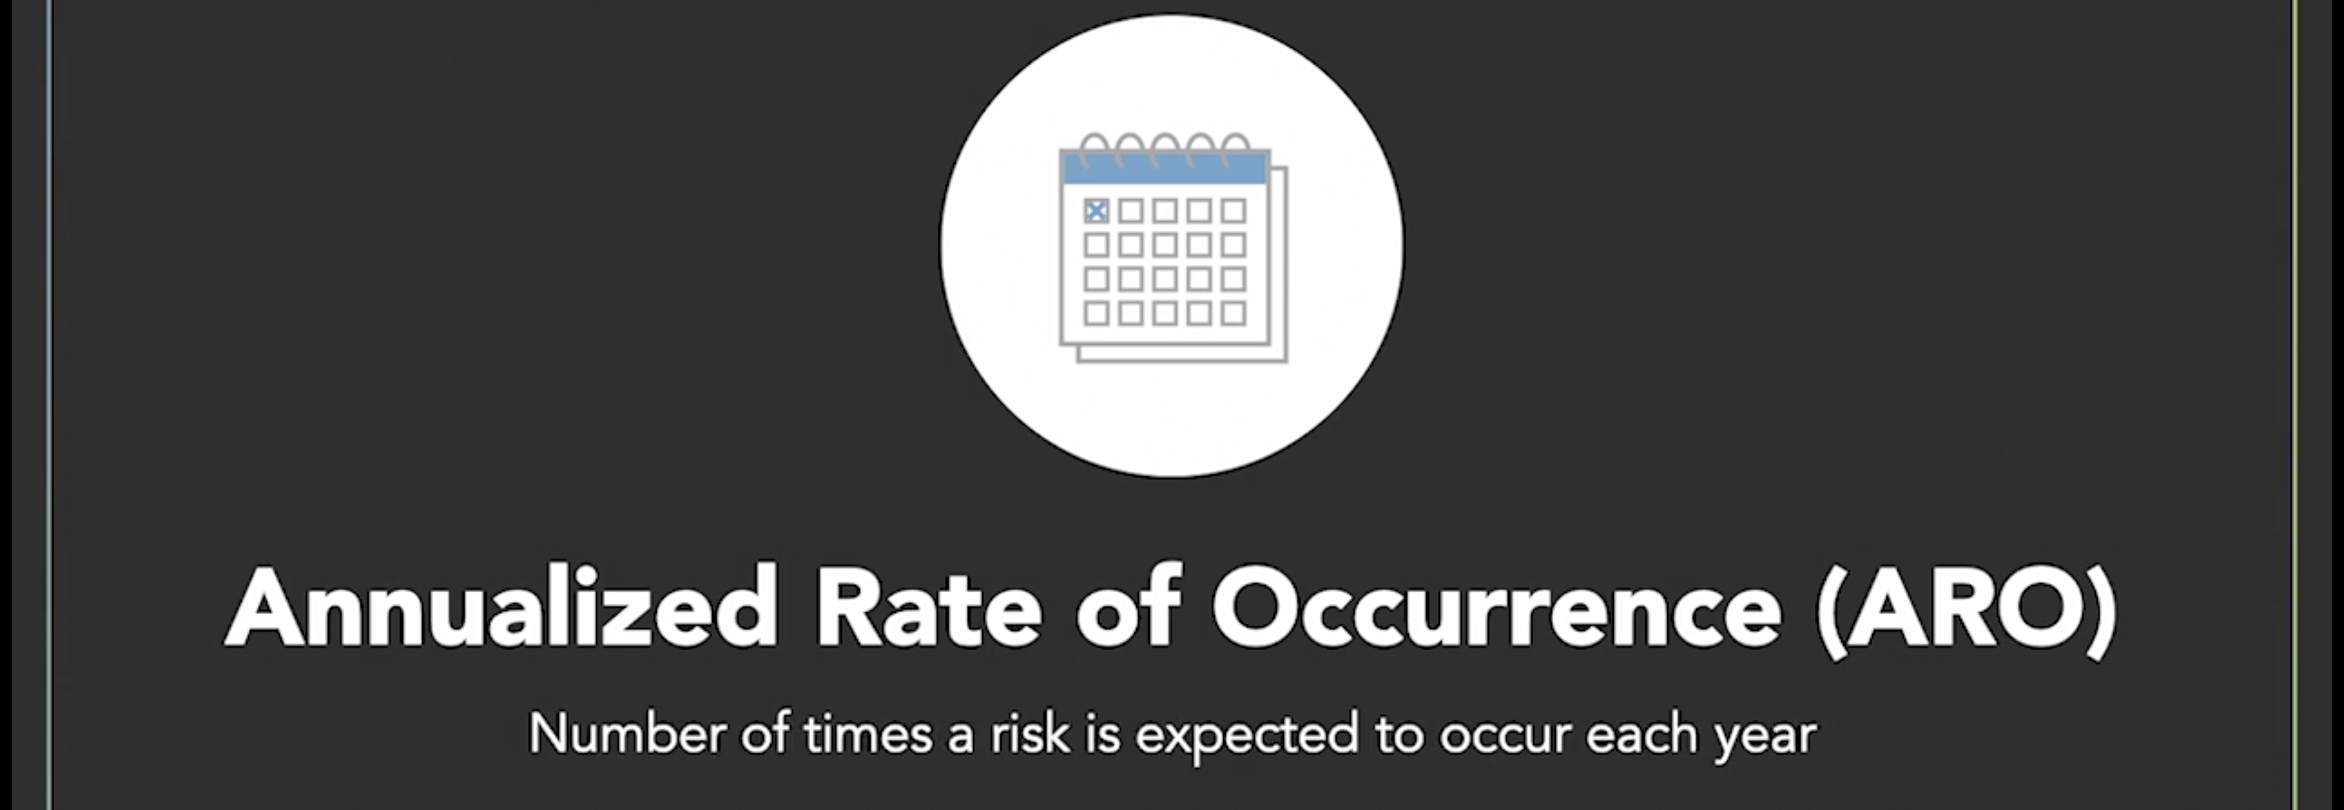 Annualized Rate of Occurrence (ARO)
Number of times a risk is expected to occur each year